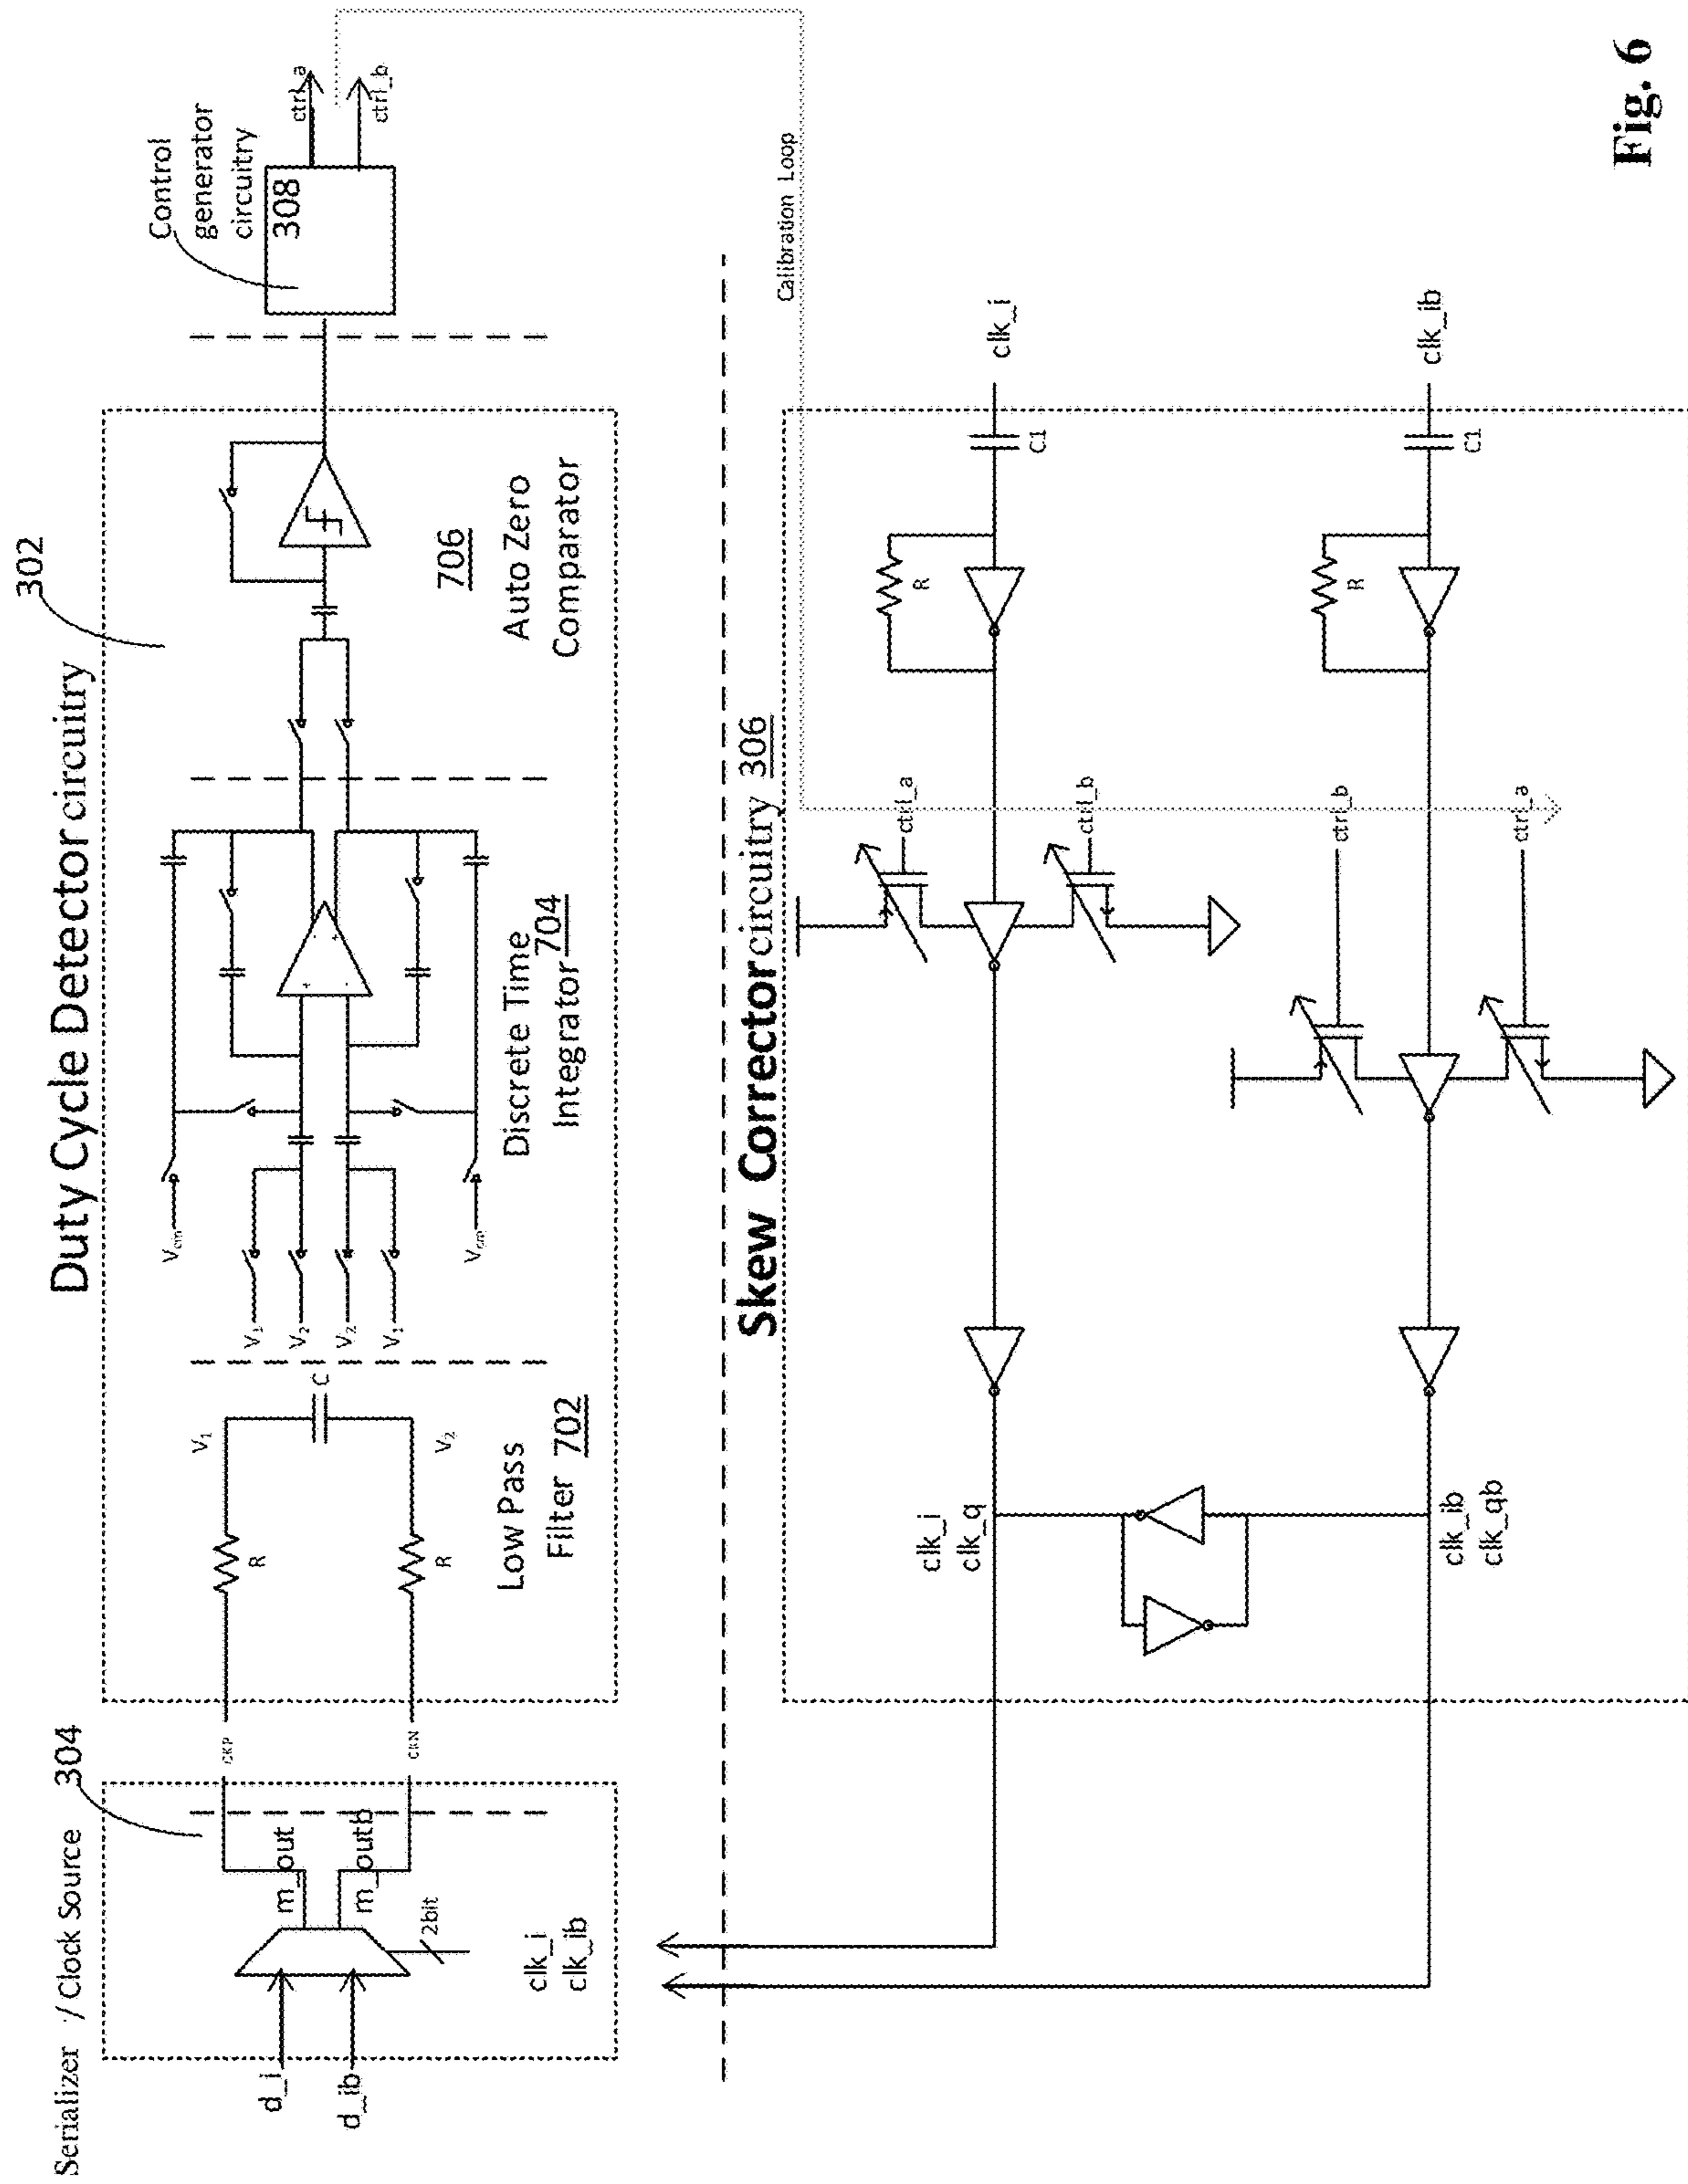 Serializer / Clock Source
304
d_i
d_ib
m_out
m_outb
2bit
clk_i
clk_ib
CKP
CKN
Duty Cycle Detector circuitry
302
R
R
V1
V2
C
Low Pass
Filter 702
V1
V2
V2
V1
Vcm
Vcm
+
-
-
+
Discrete Time
Integrator 704
706
Auto Zero
Comparator
Control
generator
circuitry
308
ctrl_a
ctrl_b
Calibration Loop
Skew Corrector circuitry 306
clk_i
clk_q
clk_ib
clk_qb
ctrl_a
ctrl_b
ctrl_b
ctrl_a
R
R
C1
C1
clk_i
clk_ib
Fig. 6